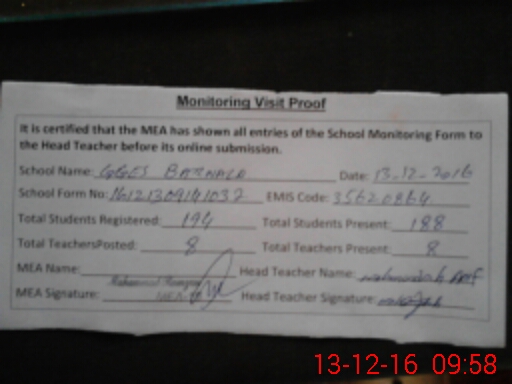 Monitoring Visit Proof
It is certified that the MEA has shown all entries of the School Monitoring Form to
the Head Teacher before its online submission.
School Name: GGES Date: 13-12-2016
School Form No: 16121309141037 EMIS Code: 35620864
Total Students Registered: 194 Total Students Present: 188
Total TeachersPosted: 8 Total Teachers Present: 8
MEA Name: Muhammad Head Teacher Name:
MEA Signature: Head Teacher Signature:
13-12-16 09:58